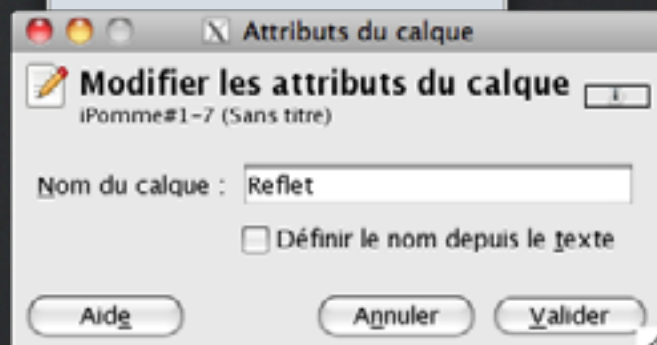 Attributs du calque
Modifier les attributs du calque
iPomme#1-7 (Sans titre)
Nom du calque : Reflet
Définir le nom depuis le texte
Aide Annuler Valider